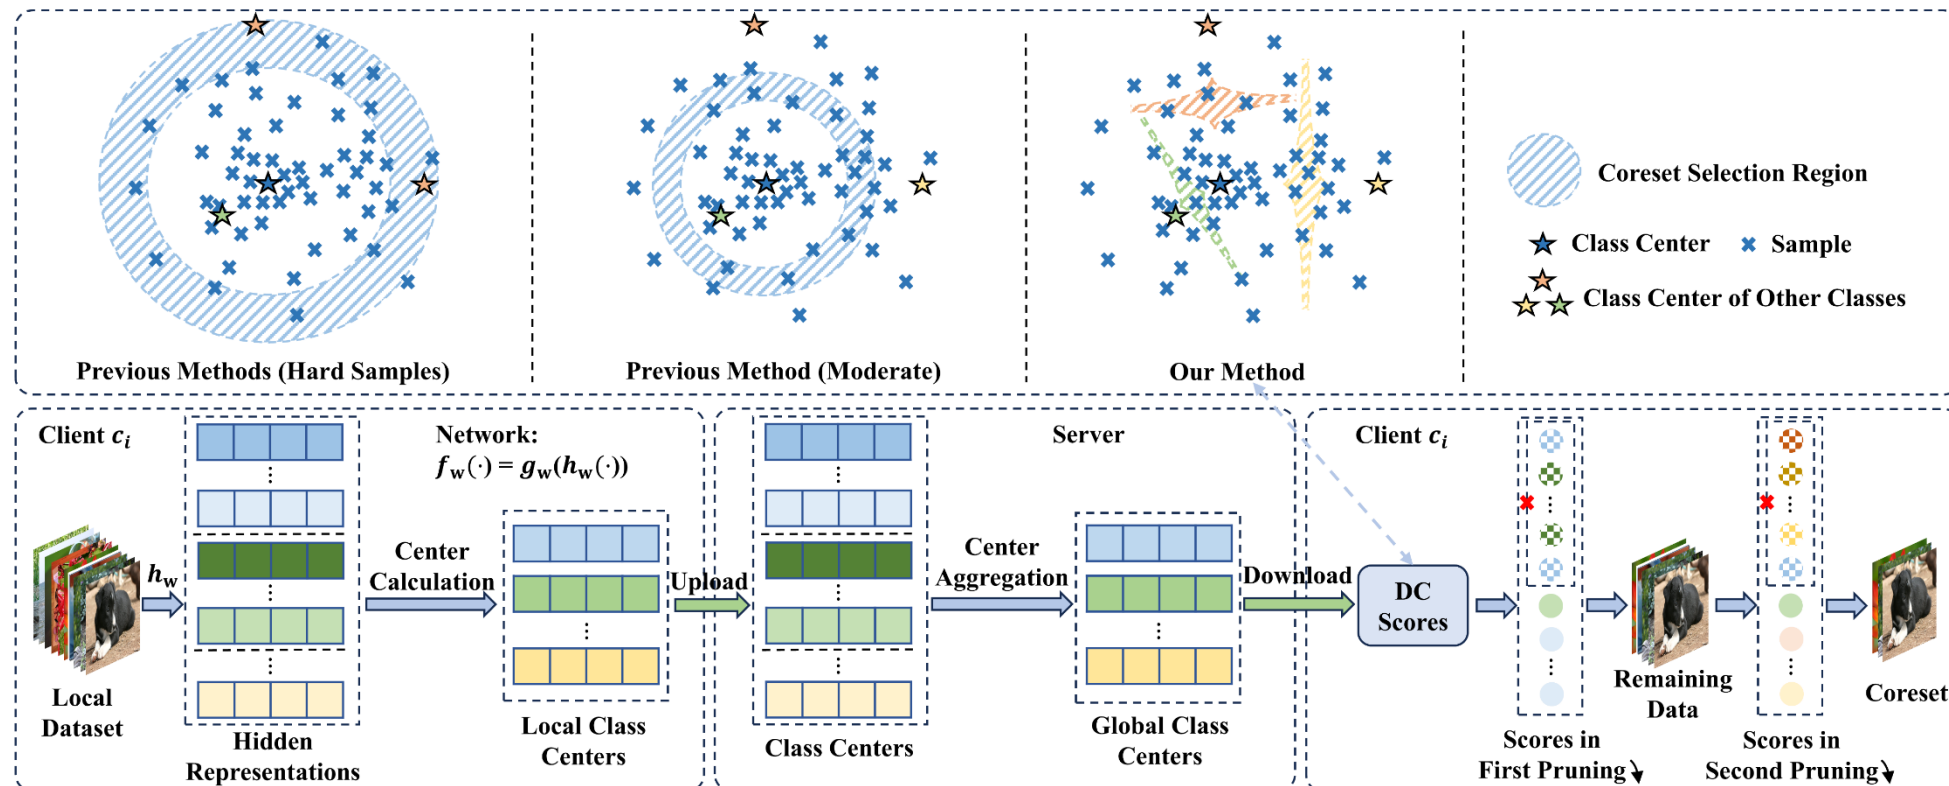 Previous Methods (Hard Samples)
Previous Method (Moderate)
Our Method
Coreset Selection Region
Class Center
Sample
Class Center of Other Classes
Client cᵢ
Network:
f_w(·) = g_w(h_w(·))
h_w
Local
Dataset
Hidden
Representations
Center
Calculation
Local Class
Centers
Upload
Server
Class Centers
Center
Aggregation
Global Class
Centers
Download
Client cᵢ
DC
Scores
Scores in
First Pruning
Remaining
Data
Scores in
Second Pruning
Coreset